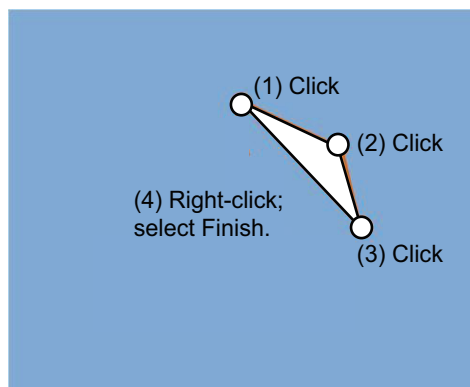 (1) Click
(2) Click
(4) Right-click;
select Finish.
(3) Click